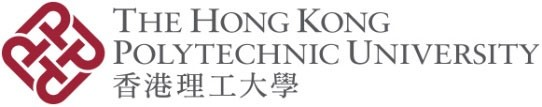 THE HONG KONG
POLYTECHNIC UNIVERSITY
香港理工大學